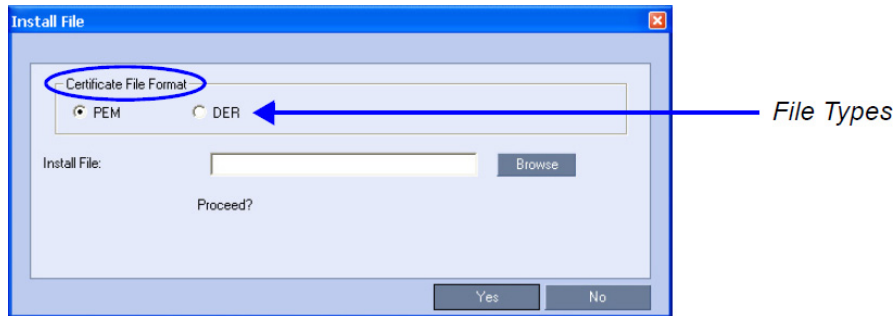 Install File
Certificate File Format
PEM DER
File Types
Install File: Browse
Proceed?
Yes No